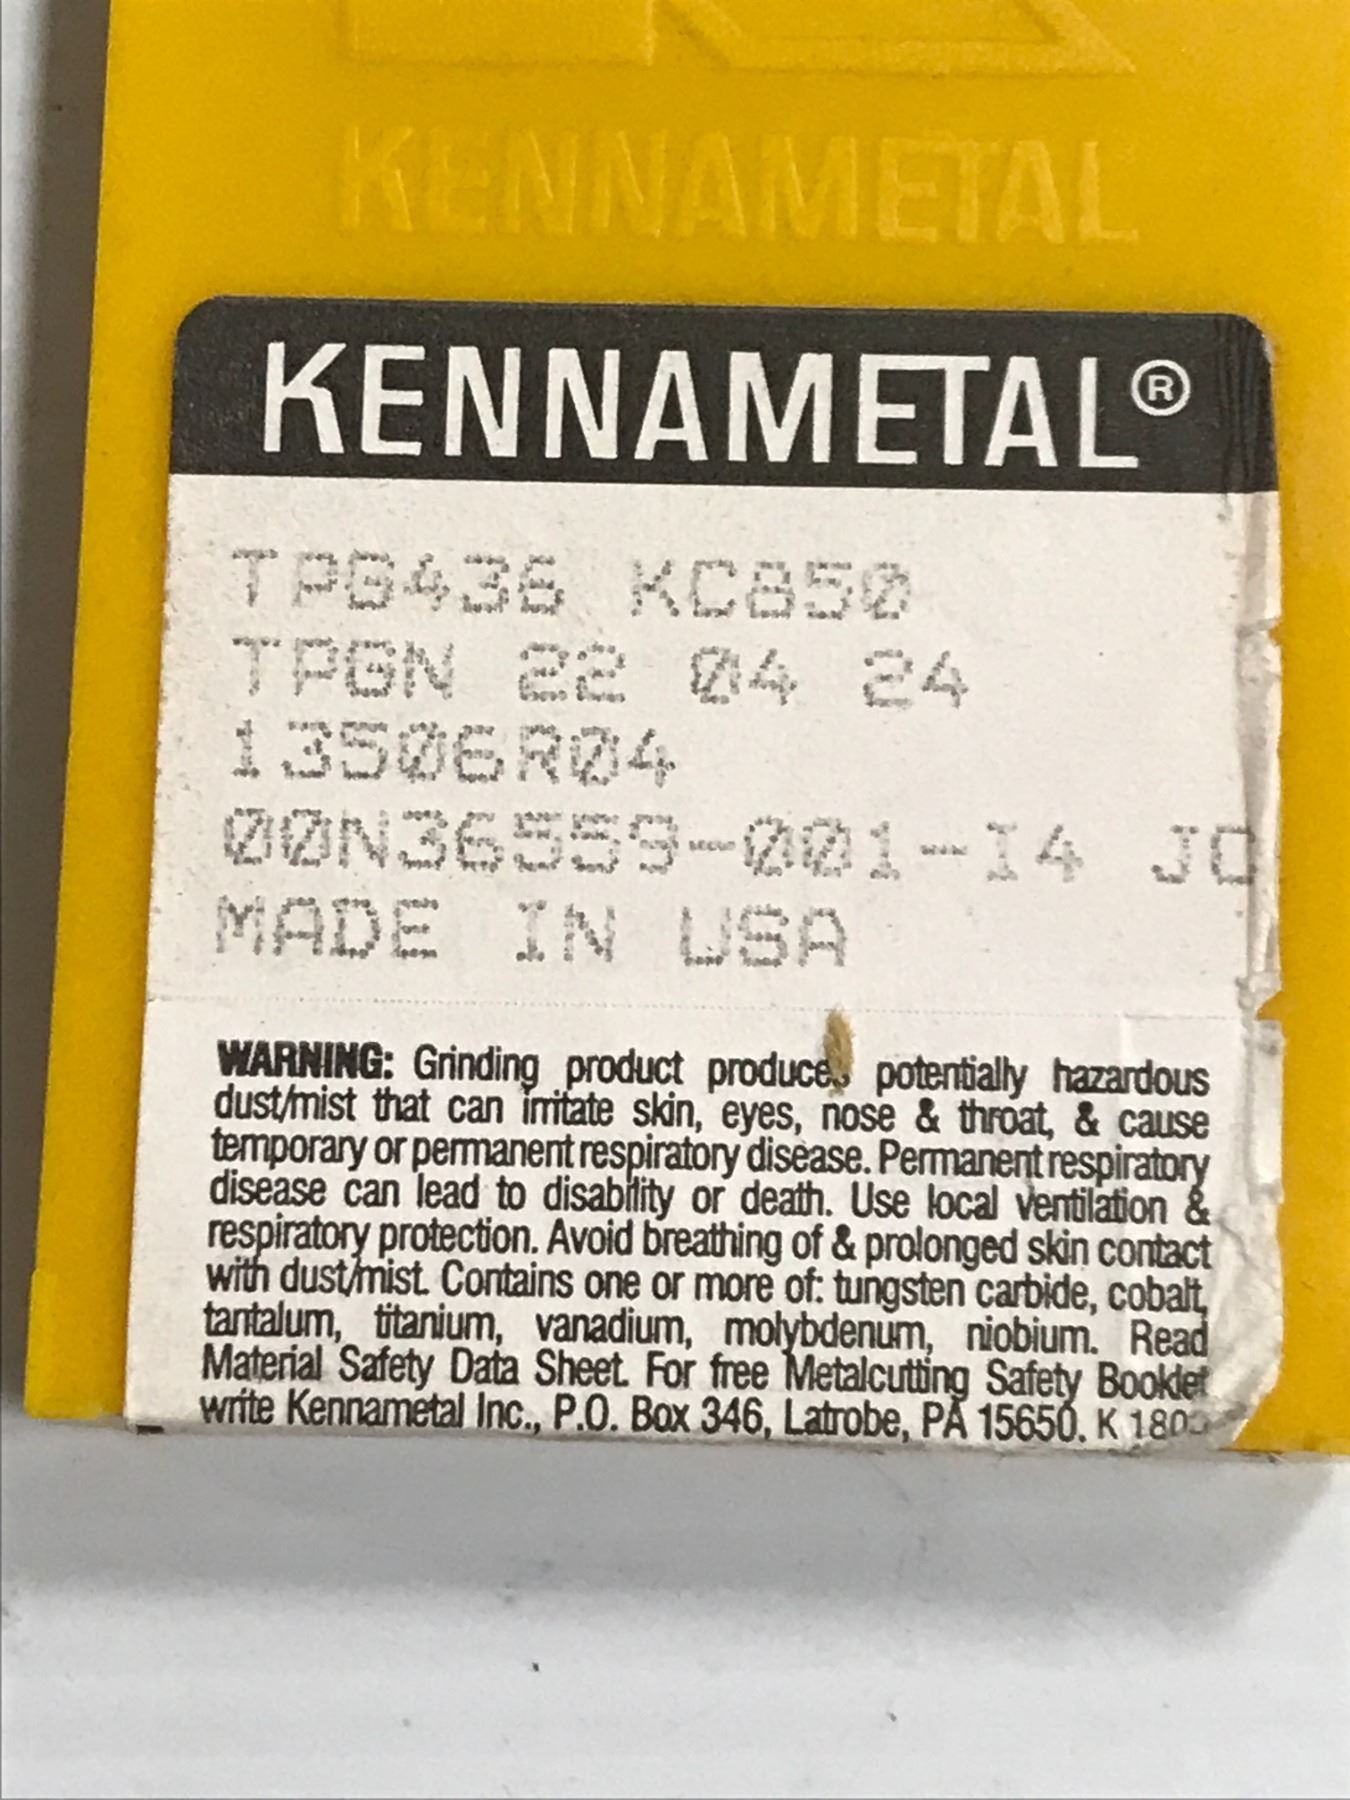 KENNAMETAL
KENNAMETAL®
TPG436 KC850
TPGN 22 04 24
13506R04
00N36559-001-I4 JC
MADE IN USA
WARNING: Grinding product produces potentially hazardous
dust/mist that can irritate skin, eyes, nose & throat, & cause
temporary or permanent respiratory disease. Permanent respiratory
disease can lead to disability or death. Use local ventilation &
respiratory protection. Avoid breathing of & prolonged skin contact
with dust/mist. Contains one or more of: tungsten carbide, cobalt,
tantalum, titanium, vanadium, molybdenum, niobium. Read
Material Safety Data Sheet. For free Metalcutting Safety Booklet
write Kennametal Inc., P.O. Box 346, Latrobe, PA 15650. K